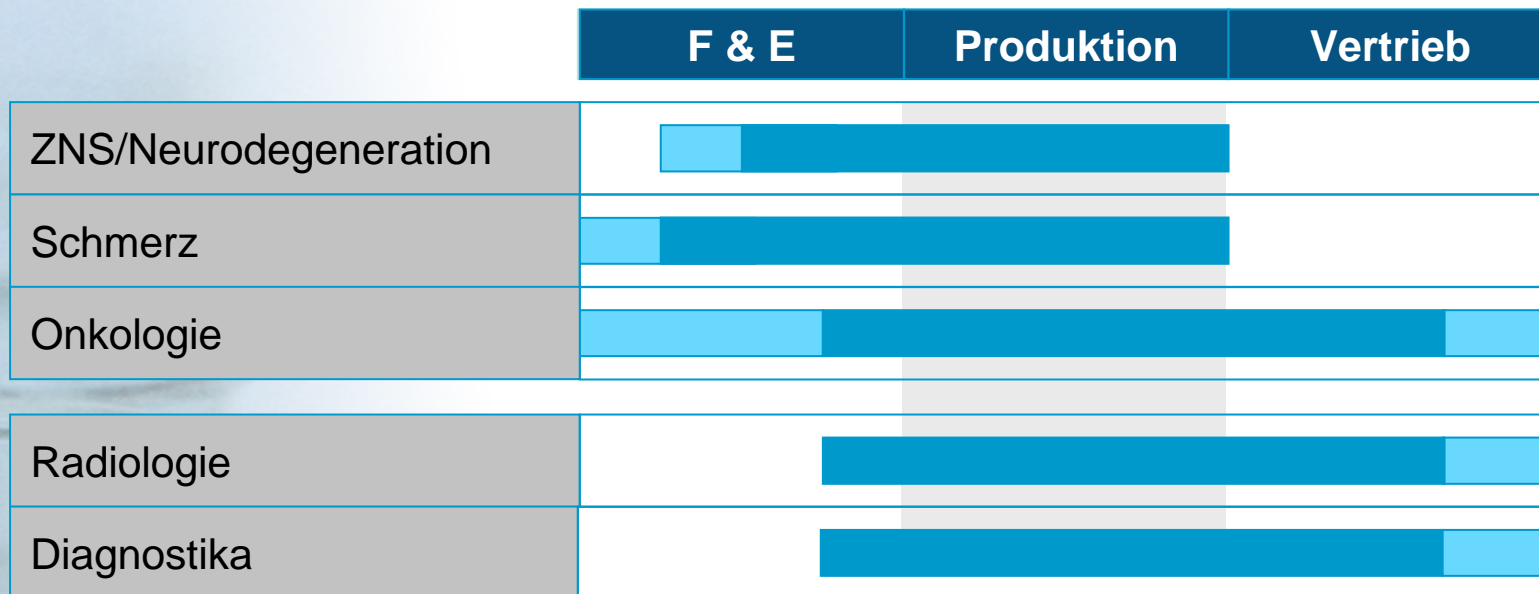 F & E Produktion Vertrieb
ZNS/Neurodegeneration
Schmerz
Onkologie
Radiologie
Diagnostika